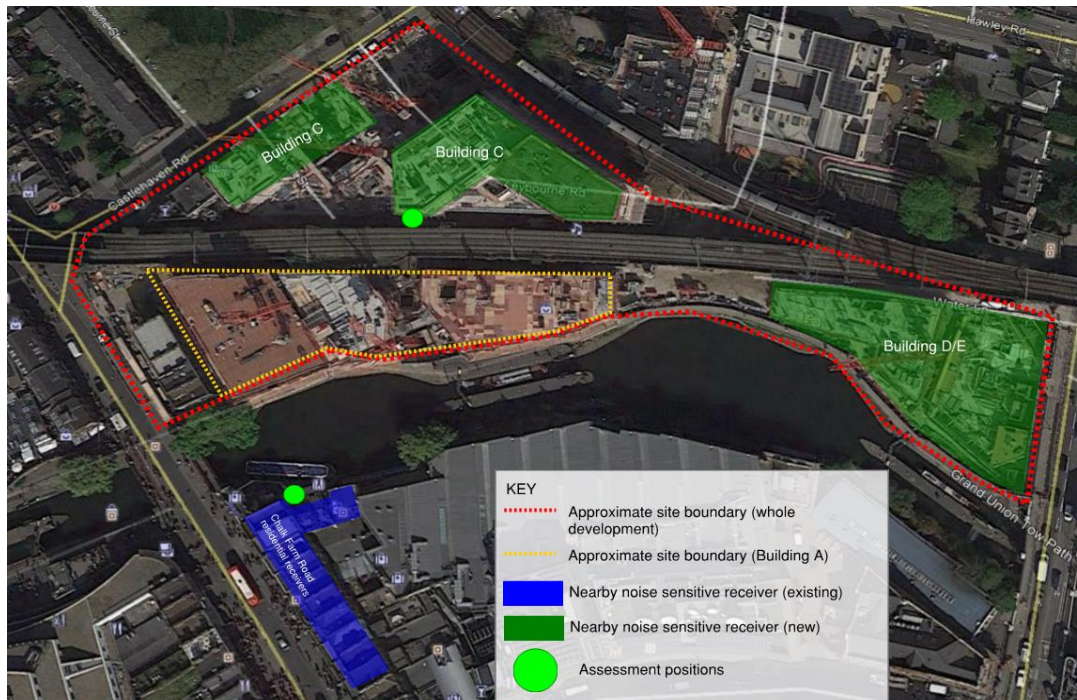 Hawley Rd
Building C
Building C
Castlehaven Rd
Leybourne Rd
Water Ln
Building D/E
Grand Union Tow Path
Chalk Farm Road
residential receivers
KEY
Approximate site boundary (whole
development)
Approximate site boundary (Building A)
Nearby noise sensitive receiver (existing)
Nearby noise sensitive receiver (new)
Assessment positions